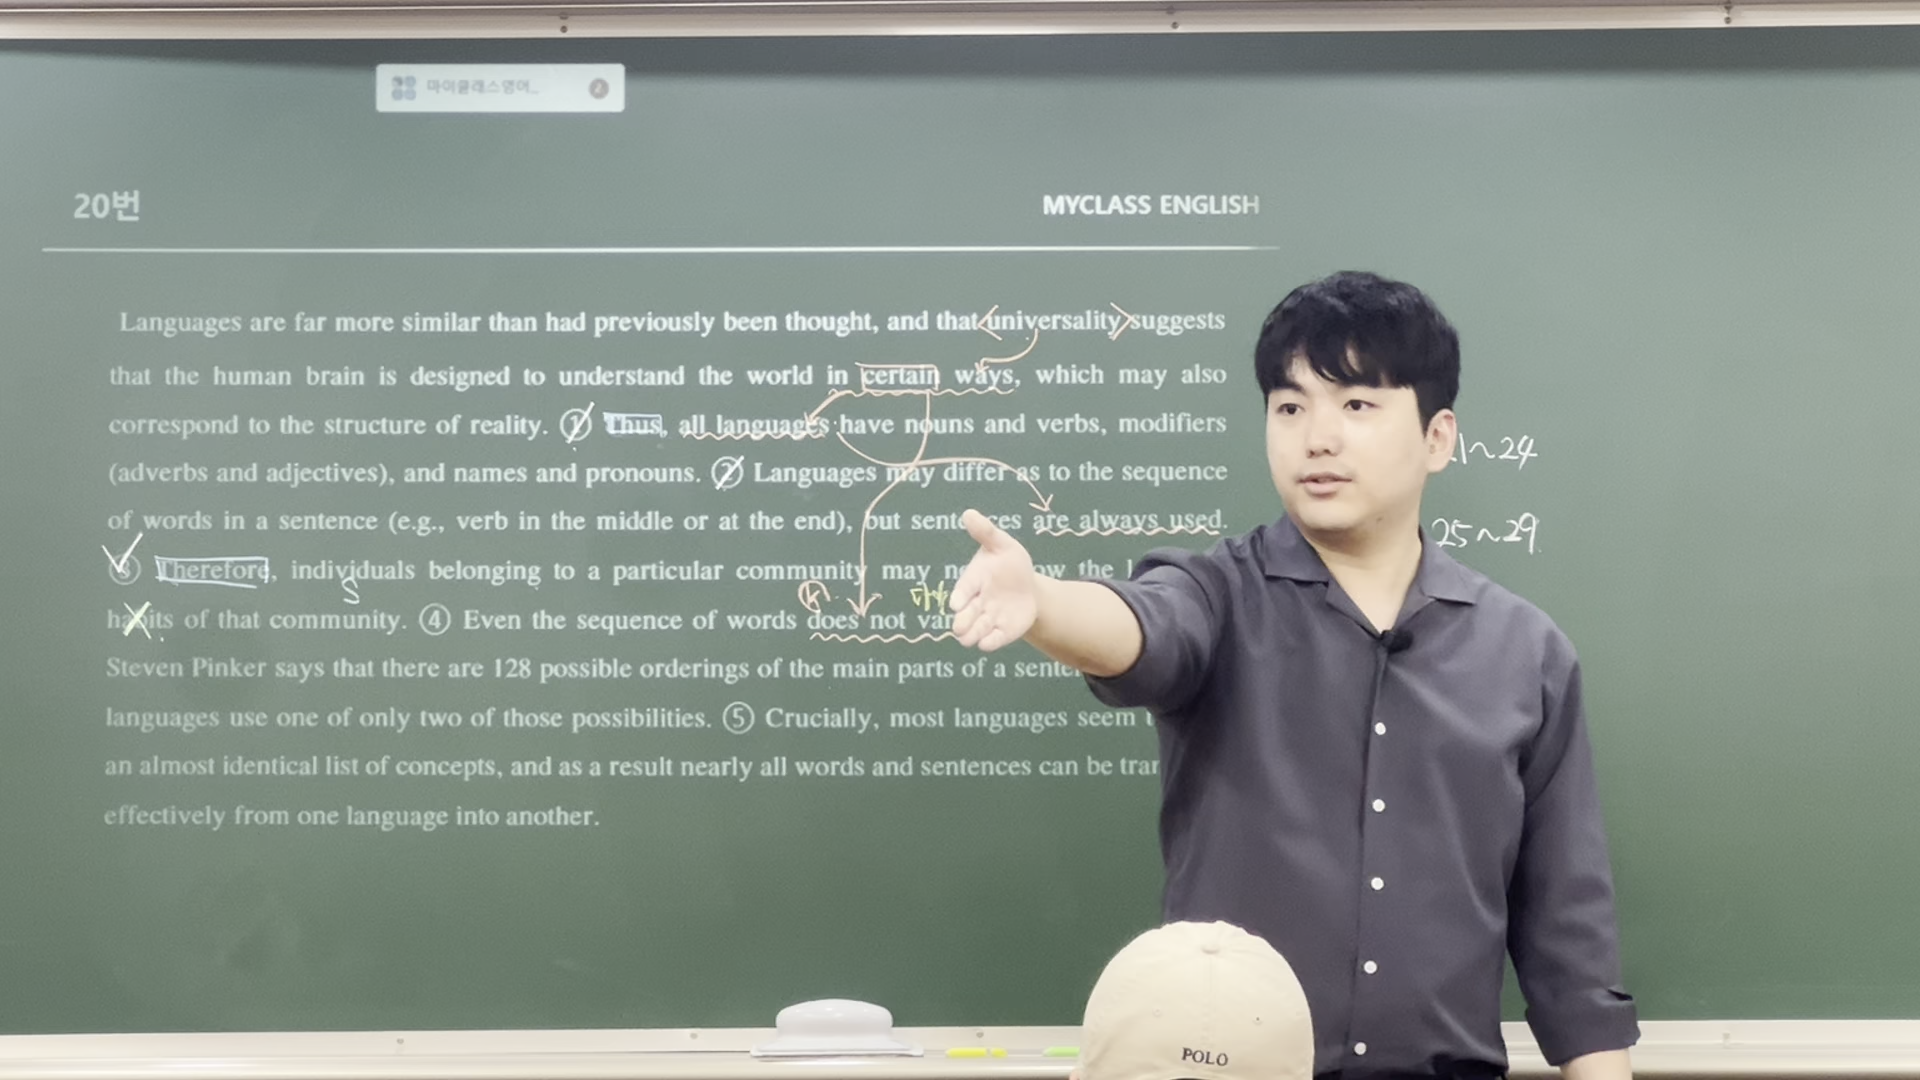 마이클래스영어...
20번
MYCLASS ENGLISH
Languages are far more similar than had previously been thought, and that <universality> suggests
that the human brain is designed to understand the world in certain ways, which may also
correspond to the structure of reality. ① Thus, all languages have nouns and verbs, modifiers
(adverbs and adjectives), and names and pronouns. ② Languages may differ as to the sequence
of words in a sentence (e.g., verb in the middle or at the end), but sentences are always used.
③ Therefore, individuals belonging to a particular community may the
S
habits of that community. ④ Even the sequence of words does not
Steven Pinker says that there are 128 possible orderings of the main parts of a
languages use one of only two of those possibilities. ⑤ Crucially, most languages seem
an almost identical list of concepts, and as a result nearly all words and sentences can be
effectively from one language into another.
1~24
25~29.
POLO